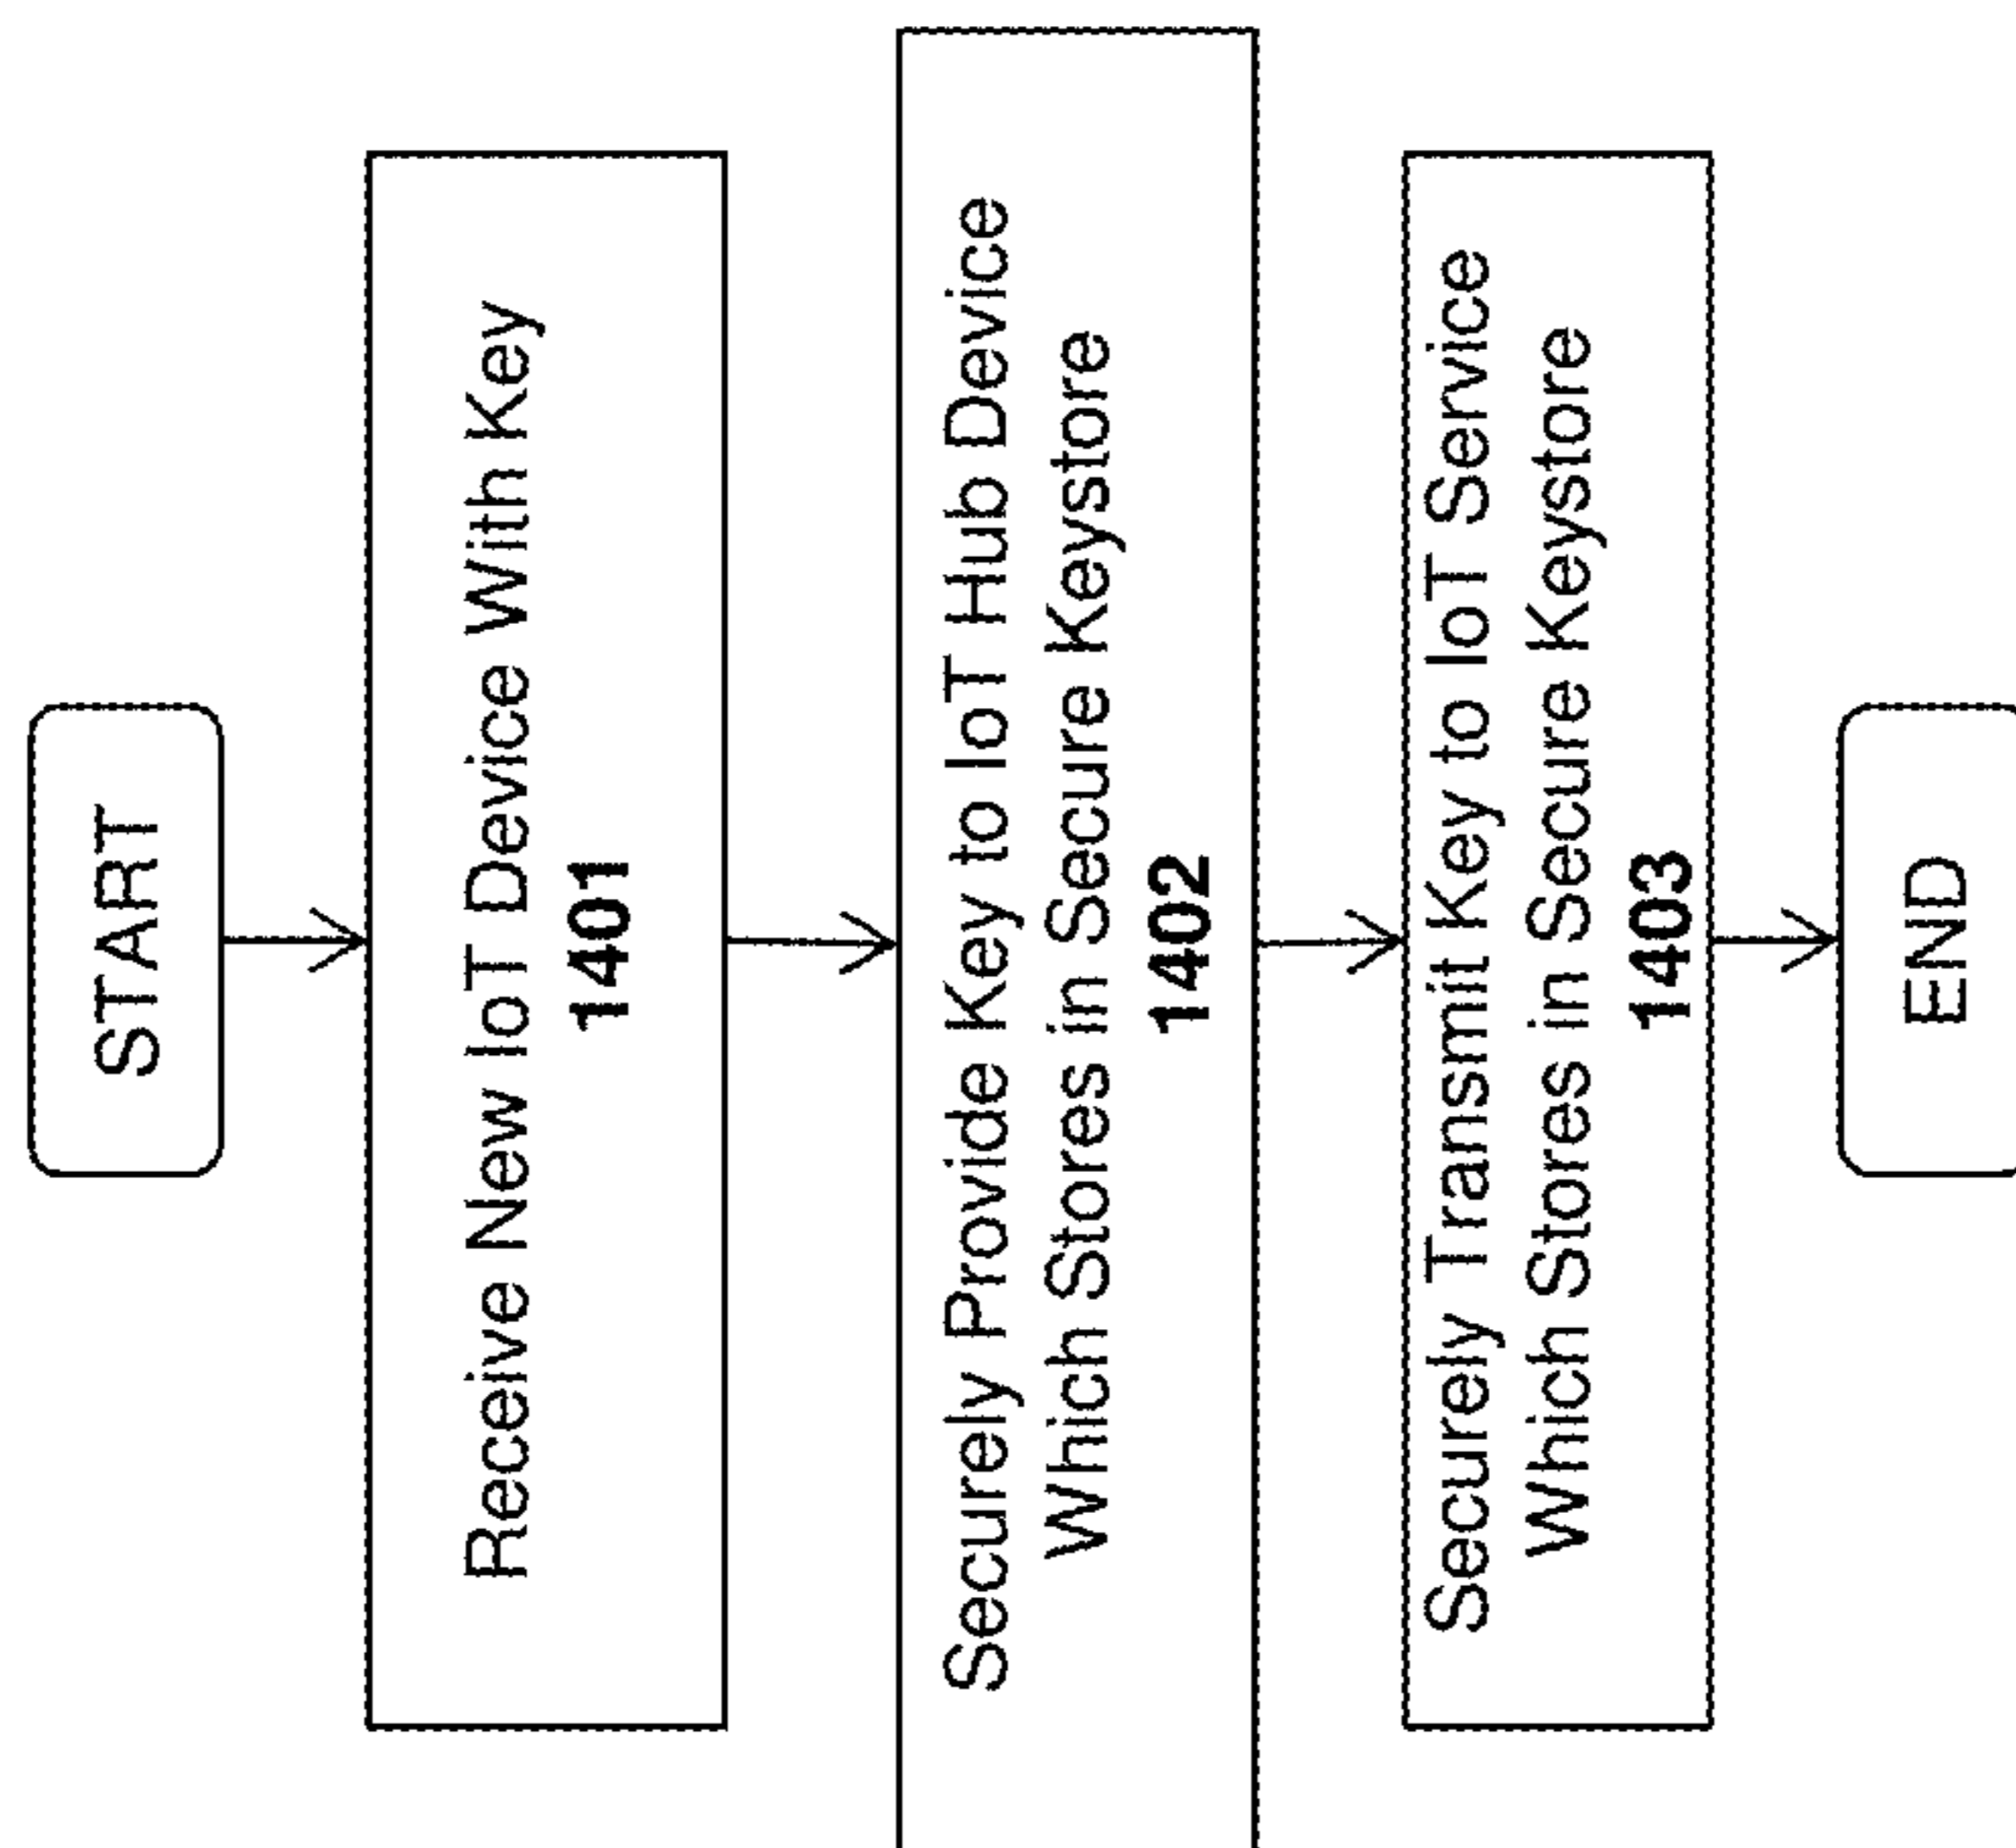 START
Receive New IoT Device With Key
1401
Securely Provide Key to IoT Hub Device
Which Stores in Secure Keystore
1402
Securely Transmit Key to IoT Service
Which Stores in Secure Keystore
1403
END